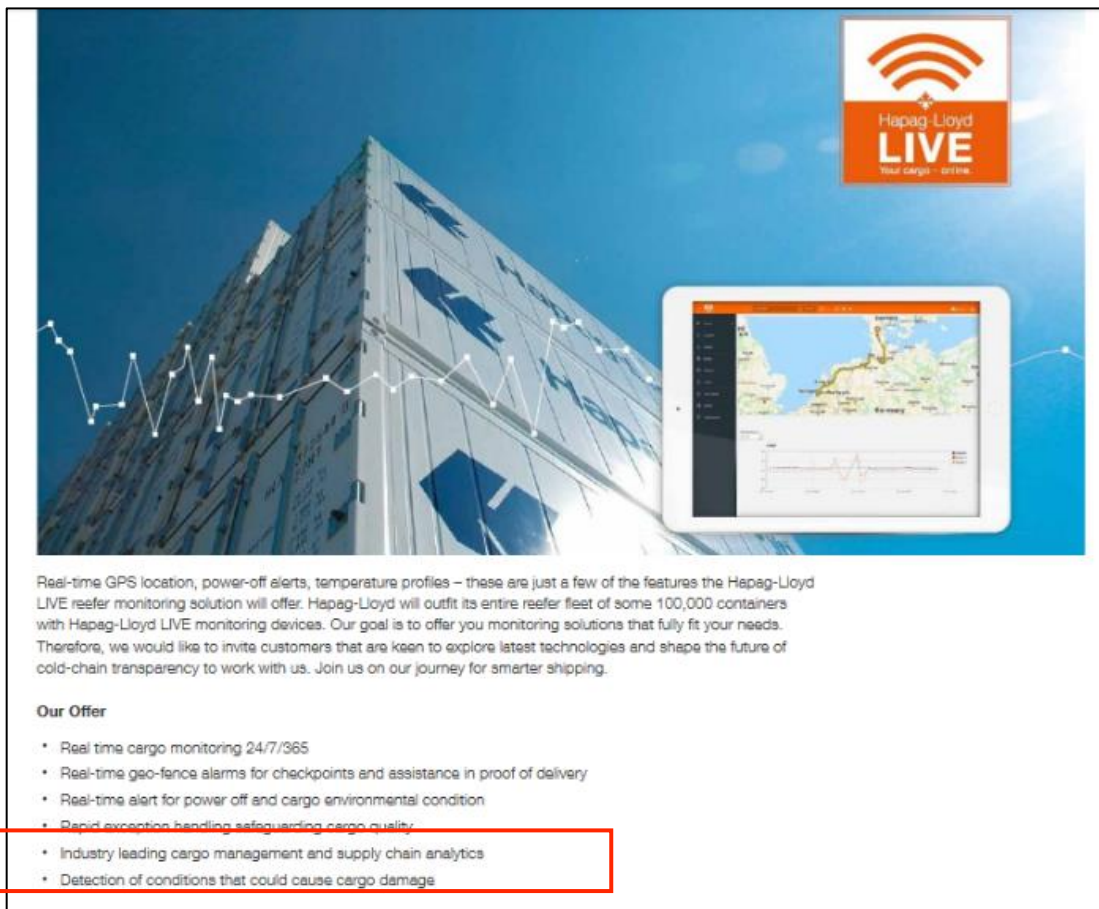 Hapag-Lloyd
LIVE
Your cargo – online.
Hapag
Germany
Real-time GPS location, power-off alerts, temperature profiles – these are just a few of the features the Hapag-Lloyd
LIVE reefer monitoring solution will offer. Hapag-Lloyd will outfit its entire reefer fleet of some 100,000 containers
with Hapag-Lloyd LIVE monitoring devices. Our goal is to offer you monitoring solutions that fully fit your needs.
Therefore, we would like to invite customers that are keen to explore latest technologies and shape the future of
cold-chain transparency to work with us. Join us on our journey for smarter shipping.
Our Offer
• Real time cargo monitoring 24/7/365
• Real-time geo-fence alarms for checkpoints and assistance in proof of delivery
• Real-time alert for power off and cargo environmental condition
• Rapid exception handling safeguarding cargo quality
• Industry leading cargo management and supply chain analytics
• Detection of conditions that could cause cargo damage